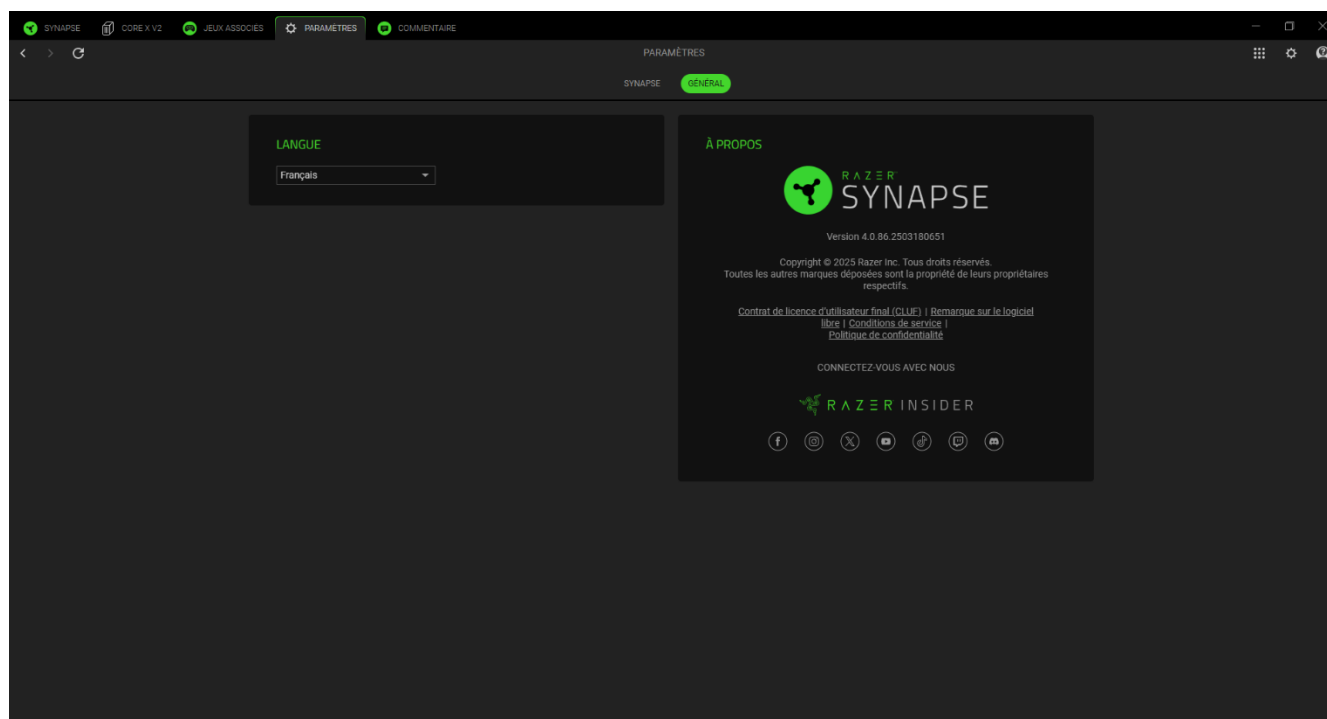 SYNAPSE
CORE X V2
JEUX ASSOCIÉS
PARAMÈTRES
COMMENTAIRE
PARAMÈTRES
SYNAPSE
GÉNÉRAL
LANGUE
Français
À PROPOS
RAZER
SYNAPSE
Version 4.0.86.2503180651
Copyright © 2025 Razer Inc. Tous droits réservés.
Toutes les autres marques déposées sont la propriété de leurs propriétaires
respectifs.
Contrat de licence d'utilisateur final (CLUF) | Remarque sur le logiciel
libre | Conditions de service |
Politique de confidentialité
CONNECTEZ-VOUS AVEC NOUS
RAZER INSIDER